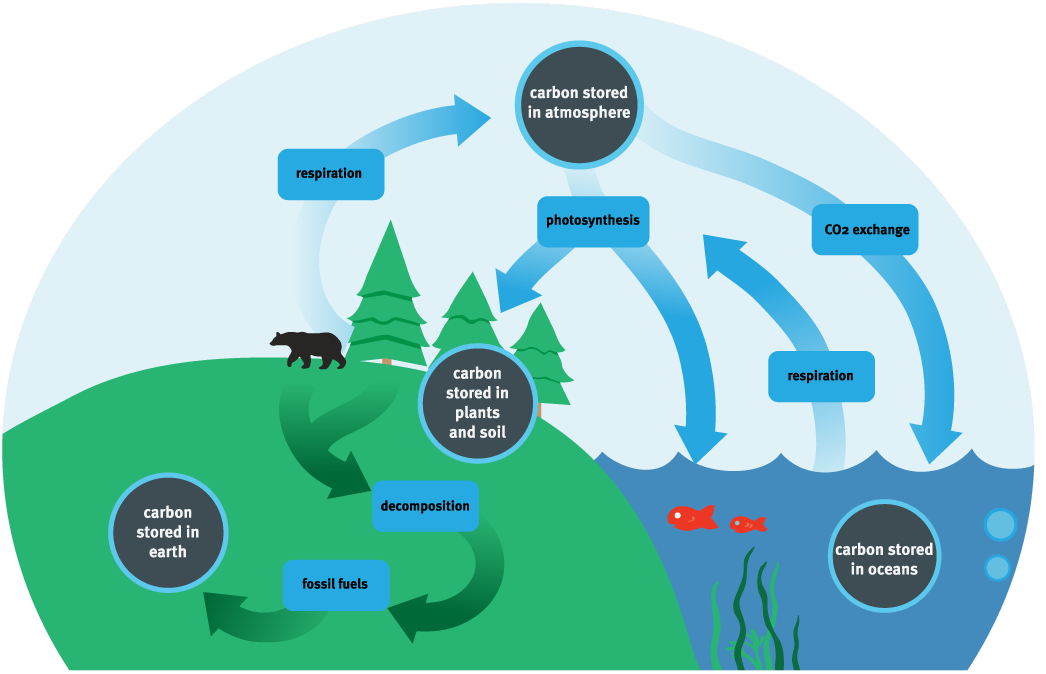 carbon stored
in atmosphere
respiration
photosynthesis
CO2 exchange
carbon
stored in
plants
and soil
respiration
decomposition
carbon
stored in
earth
carbon stored
in oceans
fossil fuels